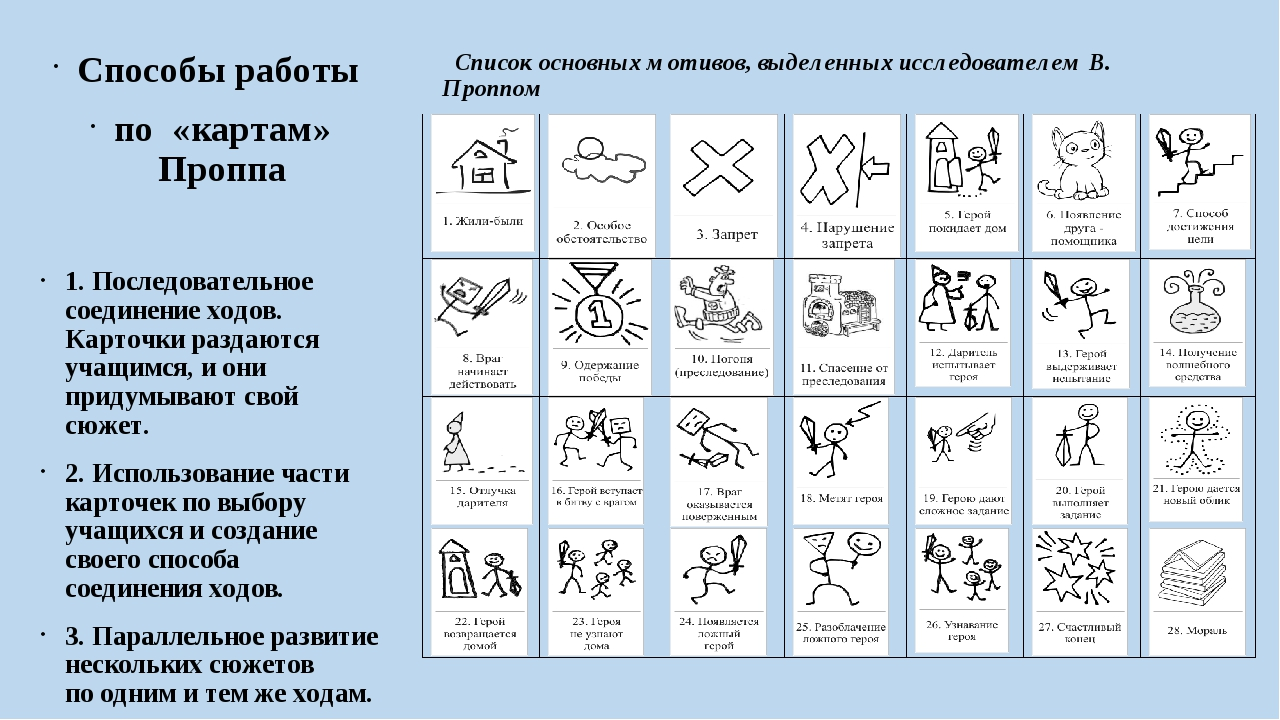 Способы работы
по «картам»
Проппа
1. Последовательное
соединение ходов.
Карточки раздаются
учащимся, и они
придумывают свой
сюжет.
2. Использование части
карточек по выбору
учащихся и создание
своего способа
соединения ходов.
3. Параллельное развитие
нескольких сюжетов
по одним и тем же ходам.
Список основных мотивов, выделенных исследователем В.
Проппом
1. Жили-были
2. Особое
обстоятельство
3. Запрет
4. Нарушение
запрета
5. Герой
покидает дом
6. Появление
друга -
помощника
7. Способ
достижения
цели
8. Враг
начинает
действовать
1
9. Одержание
победы
10. Погоня
(преследование)
11. Спасение от
преследования
12. Даритель
испытывает
героя
13. Герой
выдерживает
испытание
14. Получение
волшебного
средства
15. Отлучка
дарителя
16. Герой вступает
в битву с врагом
17. Враг
оказывается
поверженным
18. Метят героя
19. Герою дают
сложное задание
20. Герой
выполняет
задание
21. Герою дается
новый облик
22. Герой
возвращается
домой
23. Героя
не узнают
дома
24. Появляется
ложный
герой
25. Разоблачение
ложного героя
26. Узнавание
героя
27. Счастливый
конец
28. Мораль